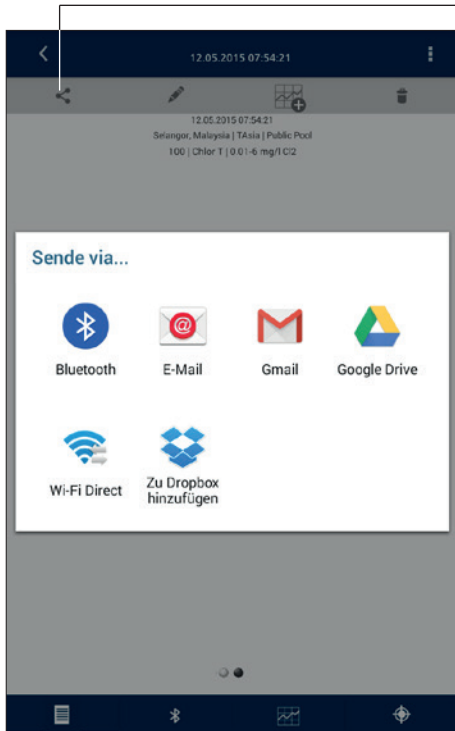 12.05.2015 07:54:21
12.05.2015 07:54:21
Selangor, Malaysia | TAsia | Public Pool
100 | Chlor T | 0.01-6 mg/l Cl2
Sende via...
Bluetooth E-Mail Gmail Google Drive
Wi-Fi Direct Zu Dropbox
hinzufügen